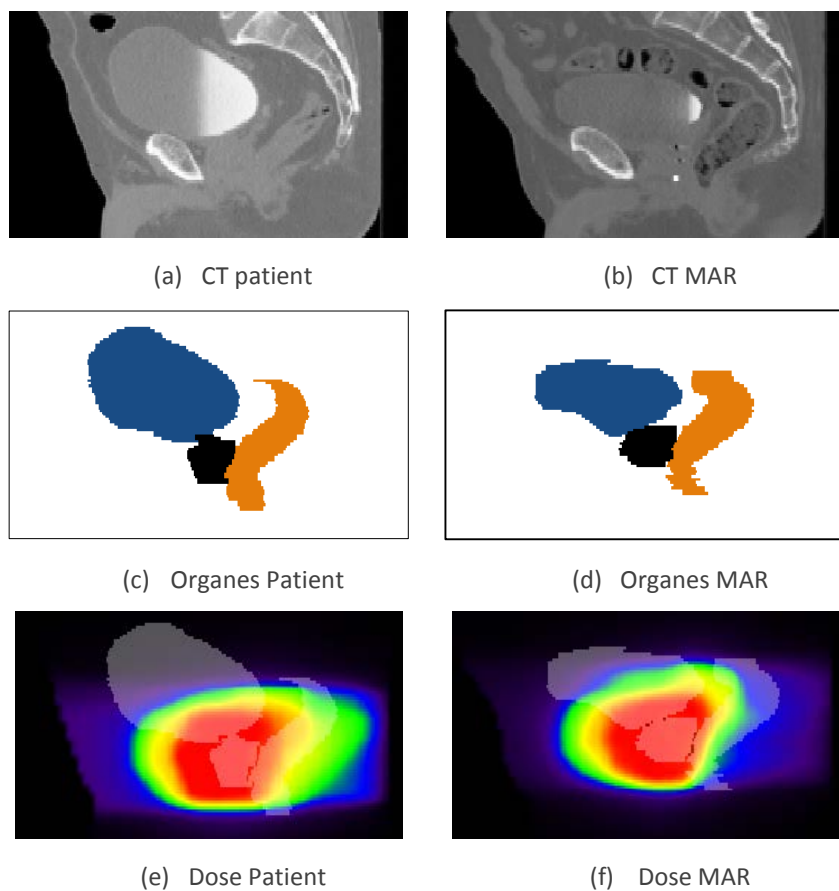 (a) CT patient
(b) CT MAR
(c) Organes Patient
(d) Organes MAR
(e) Dose Patient
(f) Dose MAR